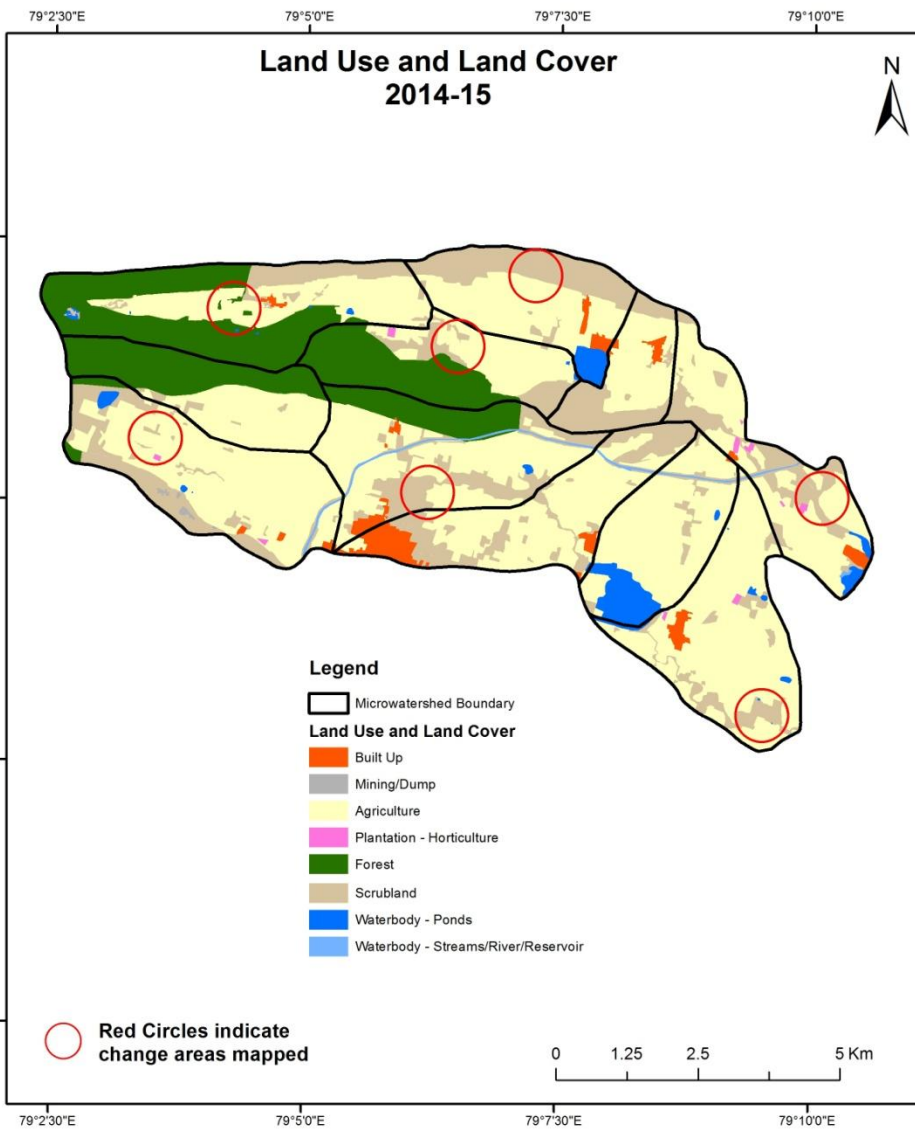 79°2'30"E
79°5'0"E
79°7'30"E
79°10'0"E
Land Use and Land Cover
2014-15
N
Legend
Microwatershed Boundary
Land Use and Land Cover
Built Up
Mining/Dump
Agriculture
Plantation - Horticulture
Forest
Scrubland
Waterbody - Ponds
Waterbody - Streams/River/Reservoir
Red Circles indicate
change areas mapped
0 1.25 2.5 5 Km
79°2'30"E
79°5'0"E
79°7'30"E
79°10'0"E